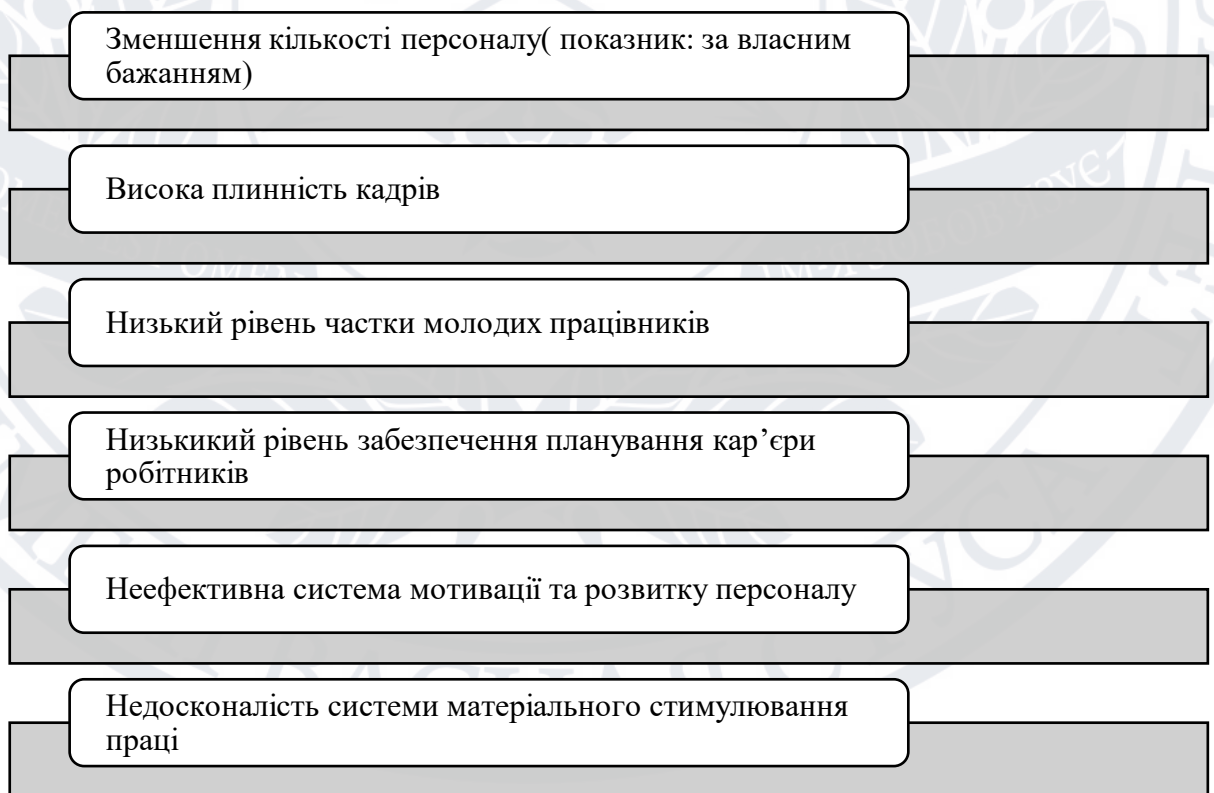 Зменшення кількості персоналу( показник: за власним
бажанням)
Висока плинність кадрів
Низький рівень частки молодих працівників
Низькикий рівень забезпечення планування кар’єри
робітників
Неефективна система мотивації та розвитку персоналу
Недосконалість системи матеріального стимулювання
праці